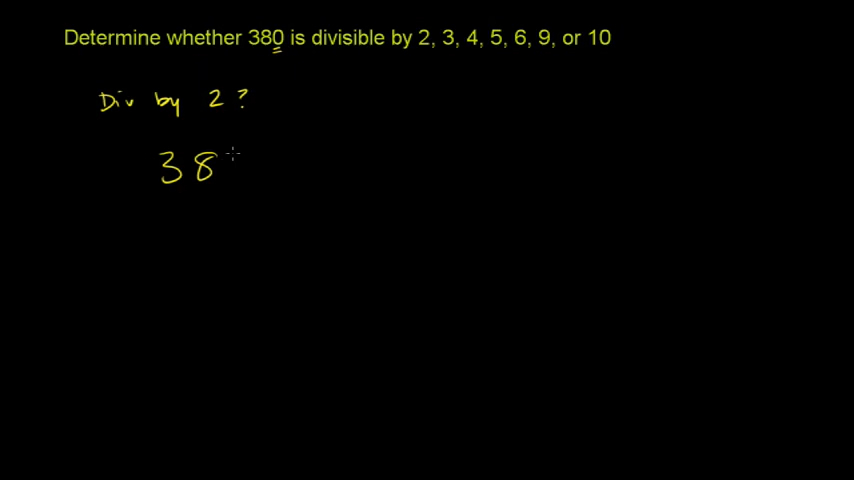 Determine whether 380 is divisible by 2, 3, 4, 5, 6, 9, or 10
Div by 2 ?
38